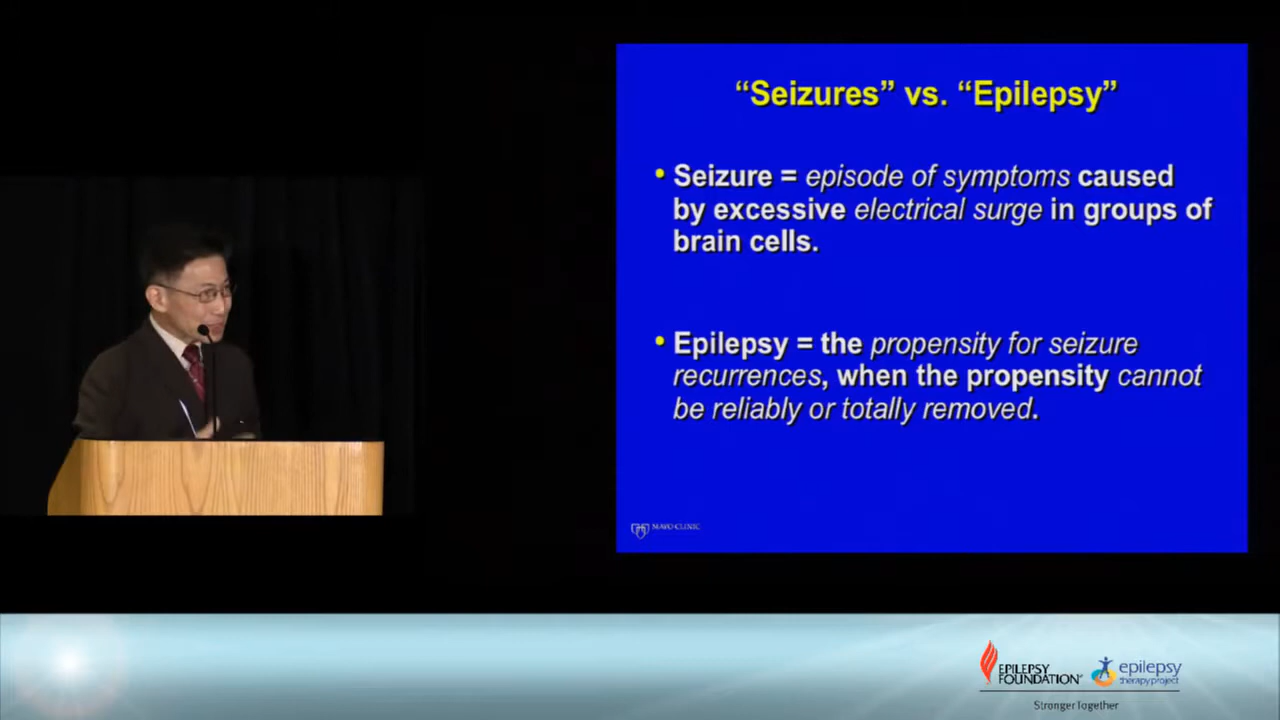 “Seizures” vs. “Epilepsy”
• Seizure = episode of symptoms caused
by excessive electrical surge in groups of
brain cells.
• Epilepsy = the propensity for seizure
recurrences, when the propensity cannot
be reliably or totally removed.
MAYO CLINIC
EPILEPSY
FOUNDATION
epilepsy
therapy project
Stronger Together